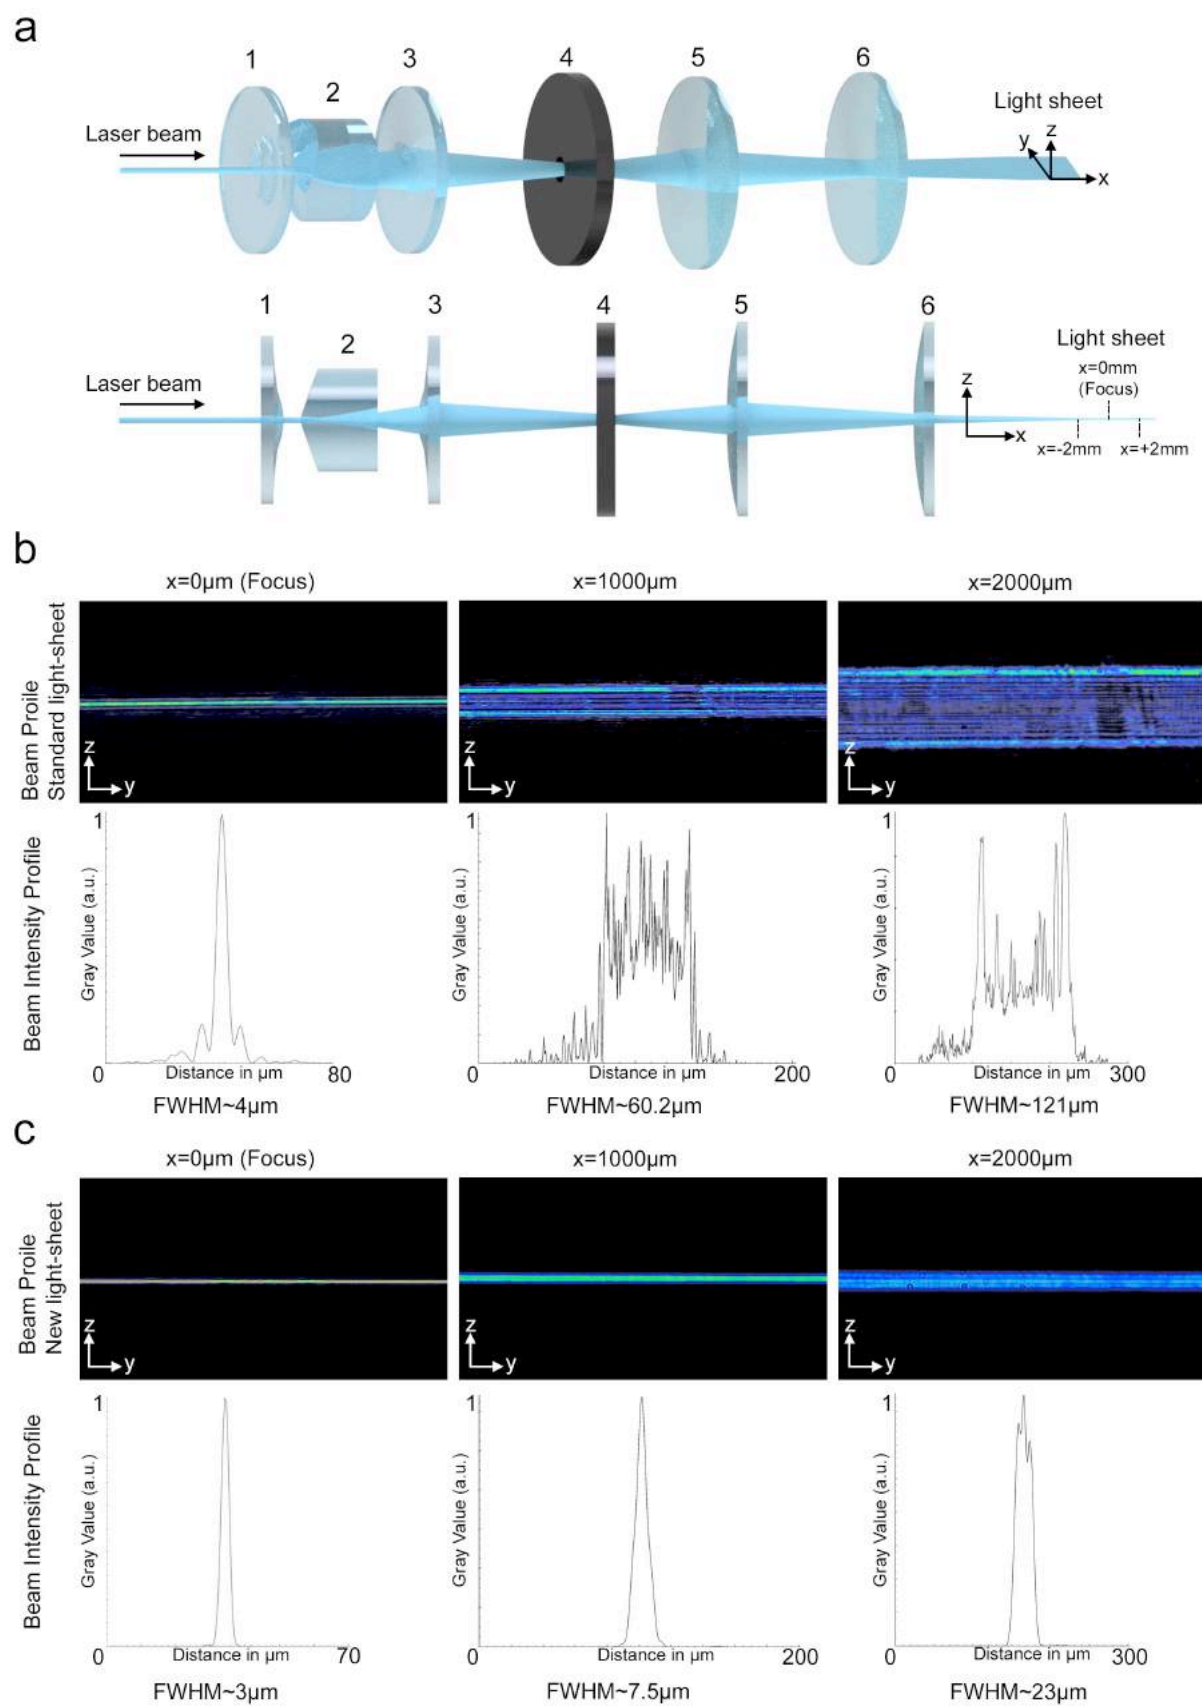 a
1 2 3 4 5 6
Laser beam
Light sheet
y z x
1 2 3 4 5 6
Laser beam
Light sheet
x=0mm
(Focus)
z
x
x=-2mm x=+2mm
b
x=0µm (Focus) x=1000µm x=2000µm
Beam Proile
Standard light-sheet
z y z y z y
Beam Intensity Profile
1 1 1
Gray Value (a.u.) Gray Value (a.u.) Gray Value (a.u.)
0 Distance in µm 80 0 Distance in µm 200 0 Distance in µm 300
FWHM~4µm FWHM~60.2µm FWHM~121µm
c
x=0µm (Focus) x=1000µm x=2000µm
Beam Proile
New light-sheet
z y z y z y
Beam Intensity Profile
1 1 1
Gray Value (a.u.) Gray Value (a.u.) Gray Value (a.u.)
0 Distance in µm 70 0 Distance in µm 200 0 Distance in µm 300
FWHM~3µm FWHM~7.5µm FWHM~23µm